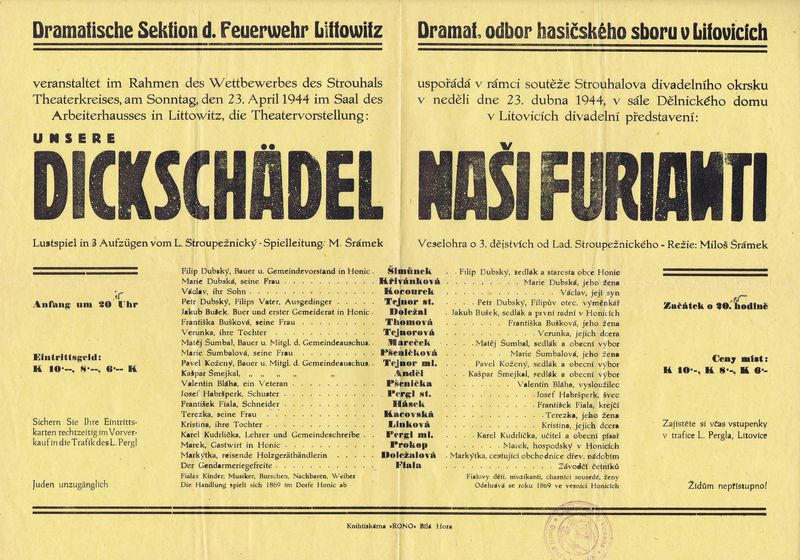 Dramatische Sektion d. Feuerwehr Littowitz
veranstaltet im Rahmen des Wettbewerbes des Strouhals
Theaterkreises, am Sonntag, den 23. April 1944 im Saal des
Arbeiterhausses in Littowitz, die Theatervorstellung:
UNSERE
DICKSCHÄDEL
Lustspiel in 3 Aufzügen vom L. Stroupežnický · Spielleitung: M. Šrámek
Dramat. odbor hasičského sboru v Litovicích
uspořádá v rámci soutěže Strouhalova divadelního okrsku
v neděli dne 23. dubna 1944, v sále Dělnického domu
v Litovicích divadelní představení:
NAŠI FURIANTI
Veselohra o 3. dějstvích od Lad. Stroupežnického - Režie: Miloš Šrámek
Anfang um 20 15 Uhr
Eintrittsgeld:
K 10·--, 8·--, 6·-- K
Sichern Sie Ihre Eintritts-
karten rechtzeitig im Vorver-
kauf in die Trafik des L. Pergl
Juden unzugänglich
Filip Dubský, Bauer u. Gemeindevorstand in Honic . Šimůnek . . Filip Dubský, sedlák a starosta obce Honice
Marie Dubská, seine Frau . . . Křivánková . . . Marie Dubská, jeho žena
Václav, ihr Sohn . . . Korourek . . . Václav, její syn
Petr Dubský, Filips Vater, Ausgedinger . . . Tejnor st. . . . Petr Dubský, Filipův otec, výměnkář
Jakub Bušek, Buer und erster Gemeiderat in Honic . Doležal . . . Jakub Bušek, sedlák a první radní v Honicích
Františka Bušková, seine Frau . . . Thomová . . . Františka Bušková, jeho žena
Verunka, ihre Tochter . . . Tejnorová . . . Verunka, jejich dcera
Matěj Šumbal, Bauer u. Mitgl. d. Gemeindeauschus. . Mareček . . . Matěj Šumbal, sedlák a obecní výbor
Marie Šumbalová, seine Frau . . . Pšeničková . . . Marie Šumbalová, jeho žena
Pavel Kožený, Bauer u. Mitgl. d. Gemeindeauschus. . Tejnor ml. . . . Pavel Kožený, sedlák a obecní výbor
Kašpar Šmejkal, „ „ „ „ . Anděl . . . Kašpar Šmejkal, sedlák a obecní výbor
Valentin Bláha, ein Veteran . . . Pšenička . . . Valentin Bláha, vysloužilec
Josef Habršperk, Schuster . . . Pergl st. . . . Josef Habršperk, švec
František Fiala, Schneider . . . Hásek . . . František Fiala, krejčí
Terezka, seine Frau . . . Kacovská . . . Terezka, jeho žena
Kristina, ihre Tochter . . . Linková . . . Kristina, jejich dcera
Karel Kudrlička, Lehrer und Gemeindeschreibe . . Pergl ml. . . . Karel Kudrlička, učitel a obecní písař
Marek, Gastwirt in Honic . . . Prokop . . . Marek, hospodský v Honicích
Markýtka, reisende Holzgeräthändlerin . . . Doležalová . . Markýtka, cestující obchodnice dřev. nádobím
Der Gendarmeriegefreite . . . Fiala . . . Závodčí četníků
Fialas Kinder, Musiker, Burschen, Nachbaren, Weiber
Die Handlung spielt sich 1869 im Dorfe Honic ab
Fialovy děti, muzikanti, chasníci sousedé, ženy
Odehrává se roku 1869 ve vesnici Honicích
Začátek o 20. 15 hodině
Ceny míst:
K 10·--, K 8·--, K 6·-
Zajistěte si včas vstupenky
v trafice L. Pergla, Litovice
Židům nepřístupno!
Knihtiskárna »RONO« Bílá Hora